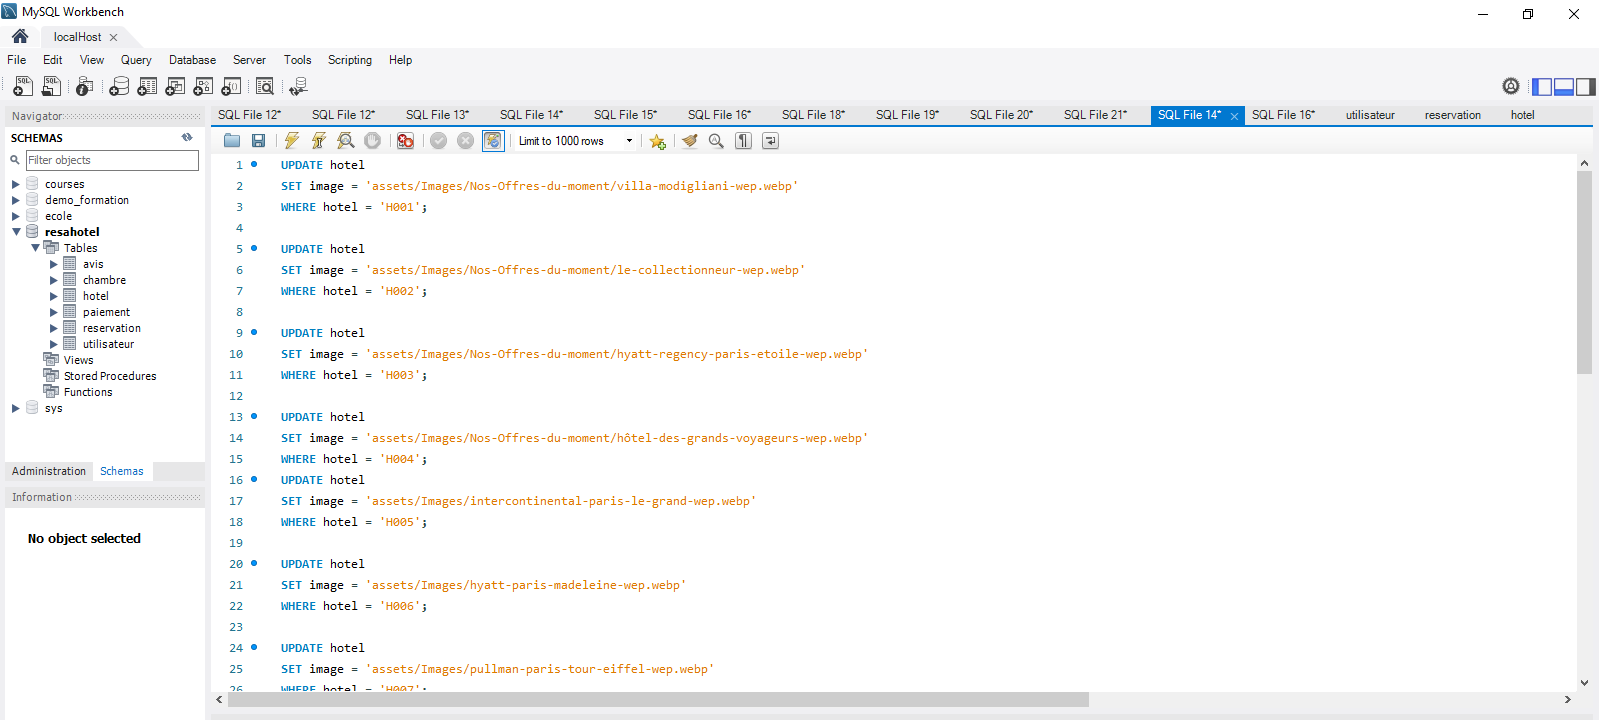 MySQL Workbench
localHost
File Edit View Query Database Server Tools Scripting Help
Navigator
SCHEMAS
Filter objects
courses
demo_formation
ecole
resahotel
Tables
avis
chambre
hotel
paiement
reservation
utilisateur
Views
Stored Procedures
Functions
sys
Administration Schemas
Information
No object selected
SQL File 12* SQL File 12* SQL File 13* SQL File 14* SQL File 15* SQL File 16* SQL File 18* SQL File 19* SQL File 20* SQL File 21* SQL File 14* SQL File 16* utilisateur reservation hotel
Limit to 1000 rows
1 UPDATE hotel
2 SET image = 'assets/Images/Nos-Offres-du-moment/villa-modigliani-wep.webp'
3 WHERE hotel = 'H001';
4
5 UPDATE hotel
6 SET image = 'assets/Images/Nos-Offres-du-moment/le-collectionneur-wep.webp'
7 WHERE hotel = 'H002';
8
9 UPDATE hotel
10 SET image = 'assets/Images/Nos-Offres-du-moment/hyatt-regency-paris-etoile-wep.webp'
11 WHERE hotel = 'H003';
12
13 UPDATE hotel
14 SET image = 'assets/Images/Nos-Offres-du-moment/hôtel-des-grands-voyageurs-wep.webp'
15 WHERE hotel = 'H004';
16 UPDATE hotel
17 SET image = 'assets/Images/intercontinental-paris-le-grand-wep.webp'
18 WHERE hotel = 'H005';
19
20 UPDATE hotel
21 SET image = 'assets/Images/hyatt-paris-madeleine-wep.webp'
22 WHERE hotel = 'H006';
23
24 UPDATE hotel
25 SET image = 'assets/Images/pullman-paris-tour-eiffel-wep.webp'
26 WHERE hotel = 'H007';